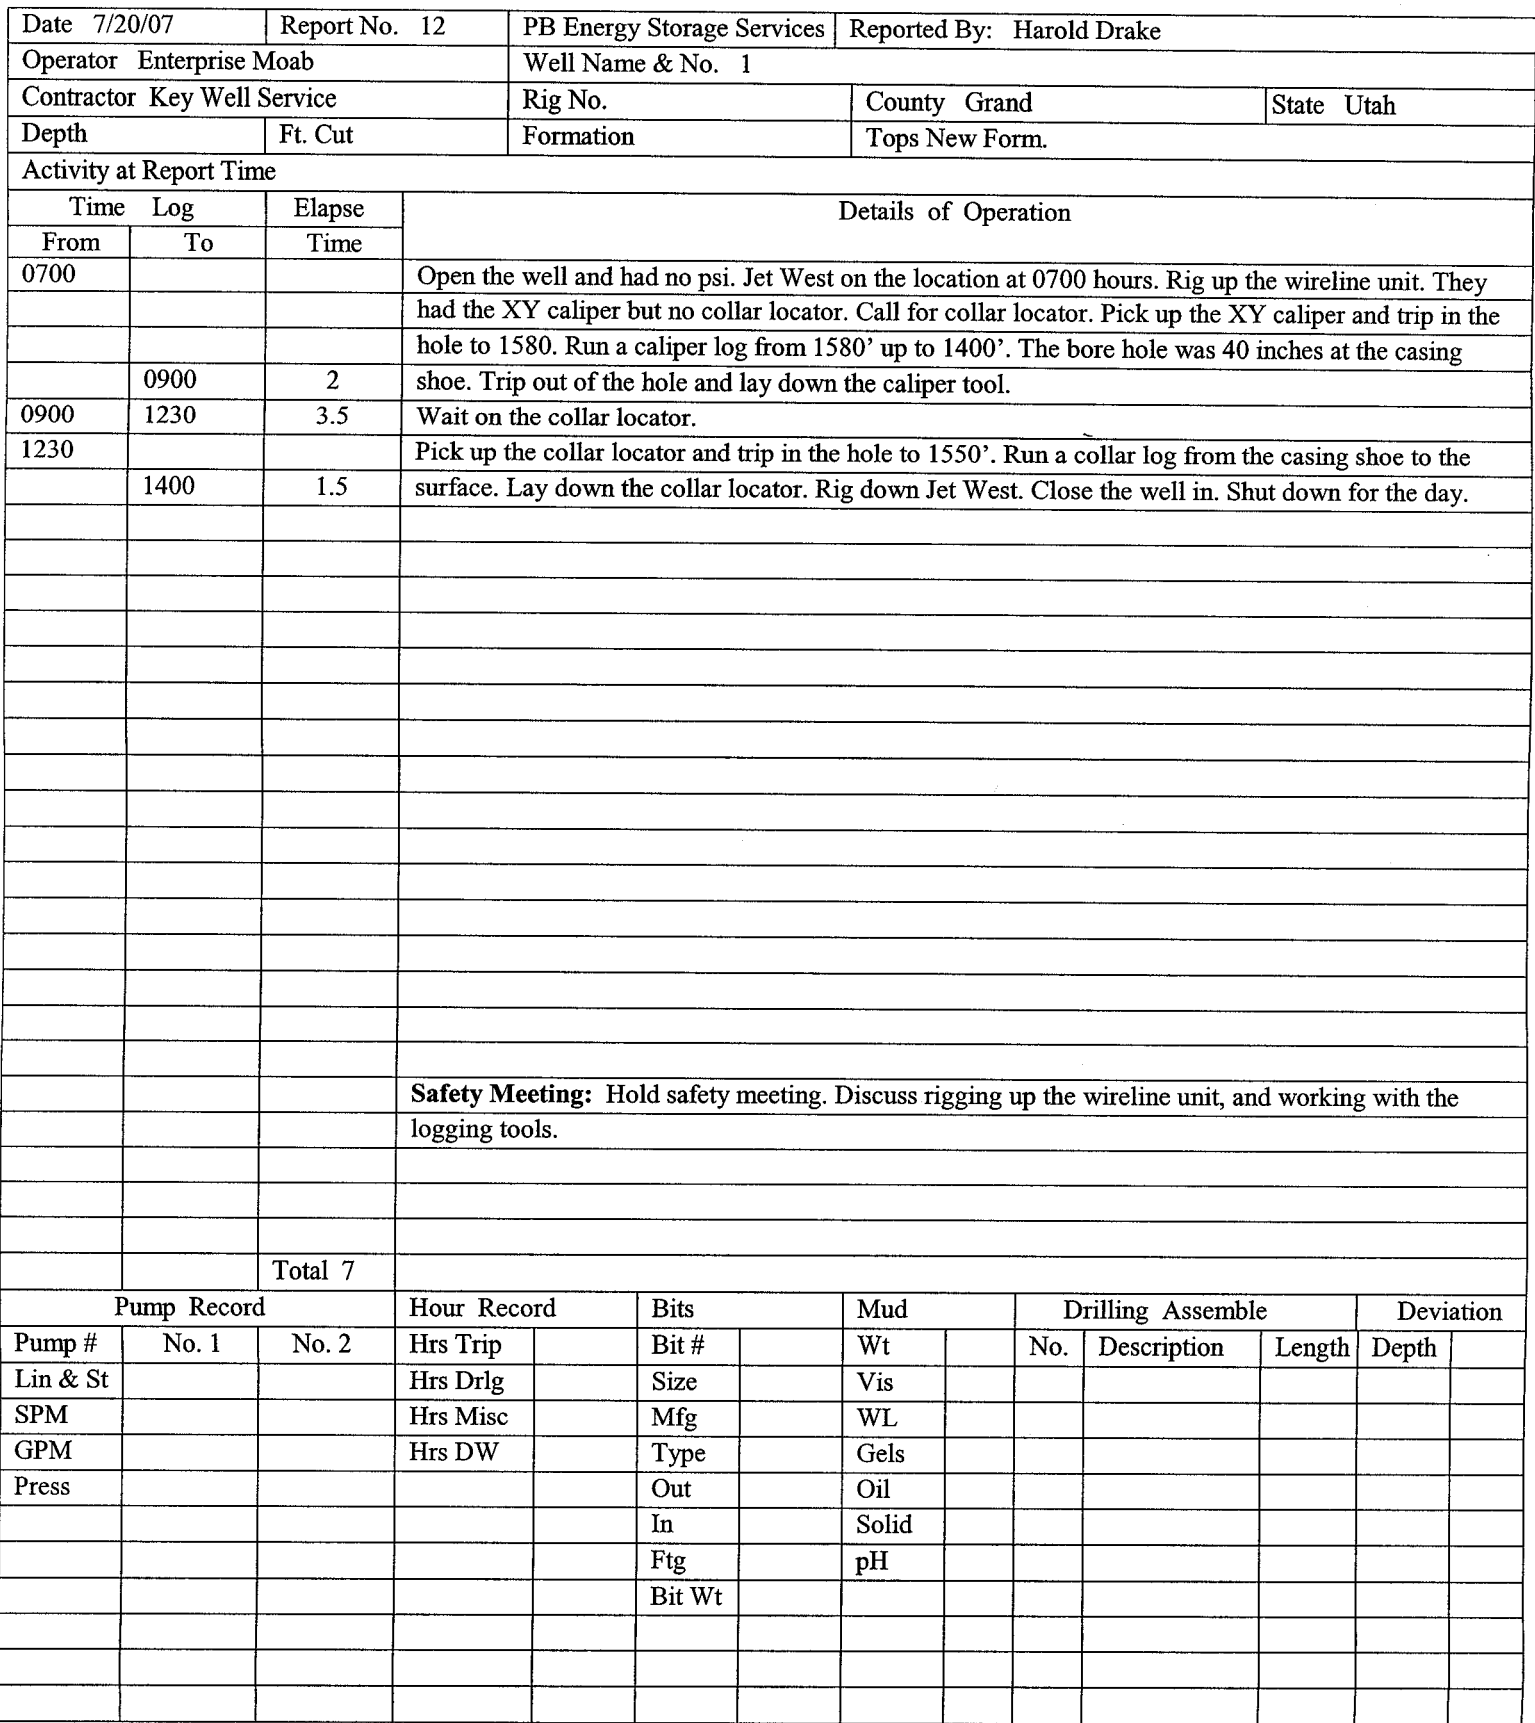 Date 7/20/07 Report No. 12 PB Energy Storage Services Reported By: Harold Drake
Operator Enterprise Moab Well Name & No. 1
Contractor Key Well Service Rig No. County Grand State Utah
Depth Ft. Cut Formation Tops New Form.
Activity at Report Time
Time Log Elapse Details of Operation
From To Time
0700 Open the well and had no psi. Jet West on the location at 0700 hours. Rig up the wireline unit. They
had the XY caliper but no collar locator. Call for collar locator. Pick up the XY caliper and trip in the
hole to 1580. Run a caliper log from 1580’ up to 1400’. The bore hole was 40 inches at the casing
0900 2 shoe. Trip out of the hole and lay down the caliper tool.
0900 1230 3.5 Wait on the collar locator.
1230 Pick up the collar locator and trip in the hole to 1550’. Run a collar log from the casing shoe to the
1400 1.5 surface. Lay down the collar locator. Rig down Jet West. Close the well in. Shut down for the day.
Safety Meeting: Hold safety meeting. Discuss rigging up the wireline unit, and working with the
logging tools.
Total 7
Pump Record Hour Record Bits Mud Drilling Assemble Deviation
Pump # No. 1 No. 2 Hrs Trip Bit # Wt No. Description Length Depth
Lin & St Hrs Drlg Size Vis
SPM Hrs Misc Mfg WL
GPM Hrs DW Type Gels
Press Out Oil
In Solid
Ftg pH
Bit Wt